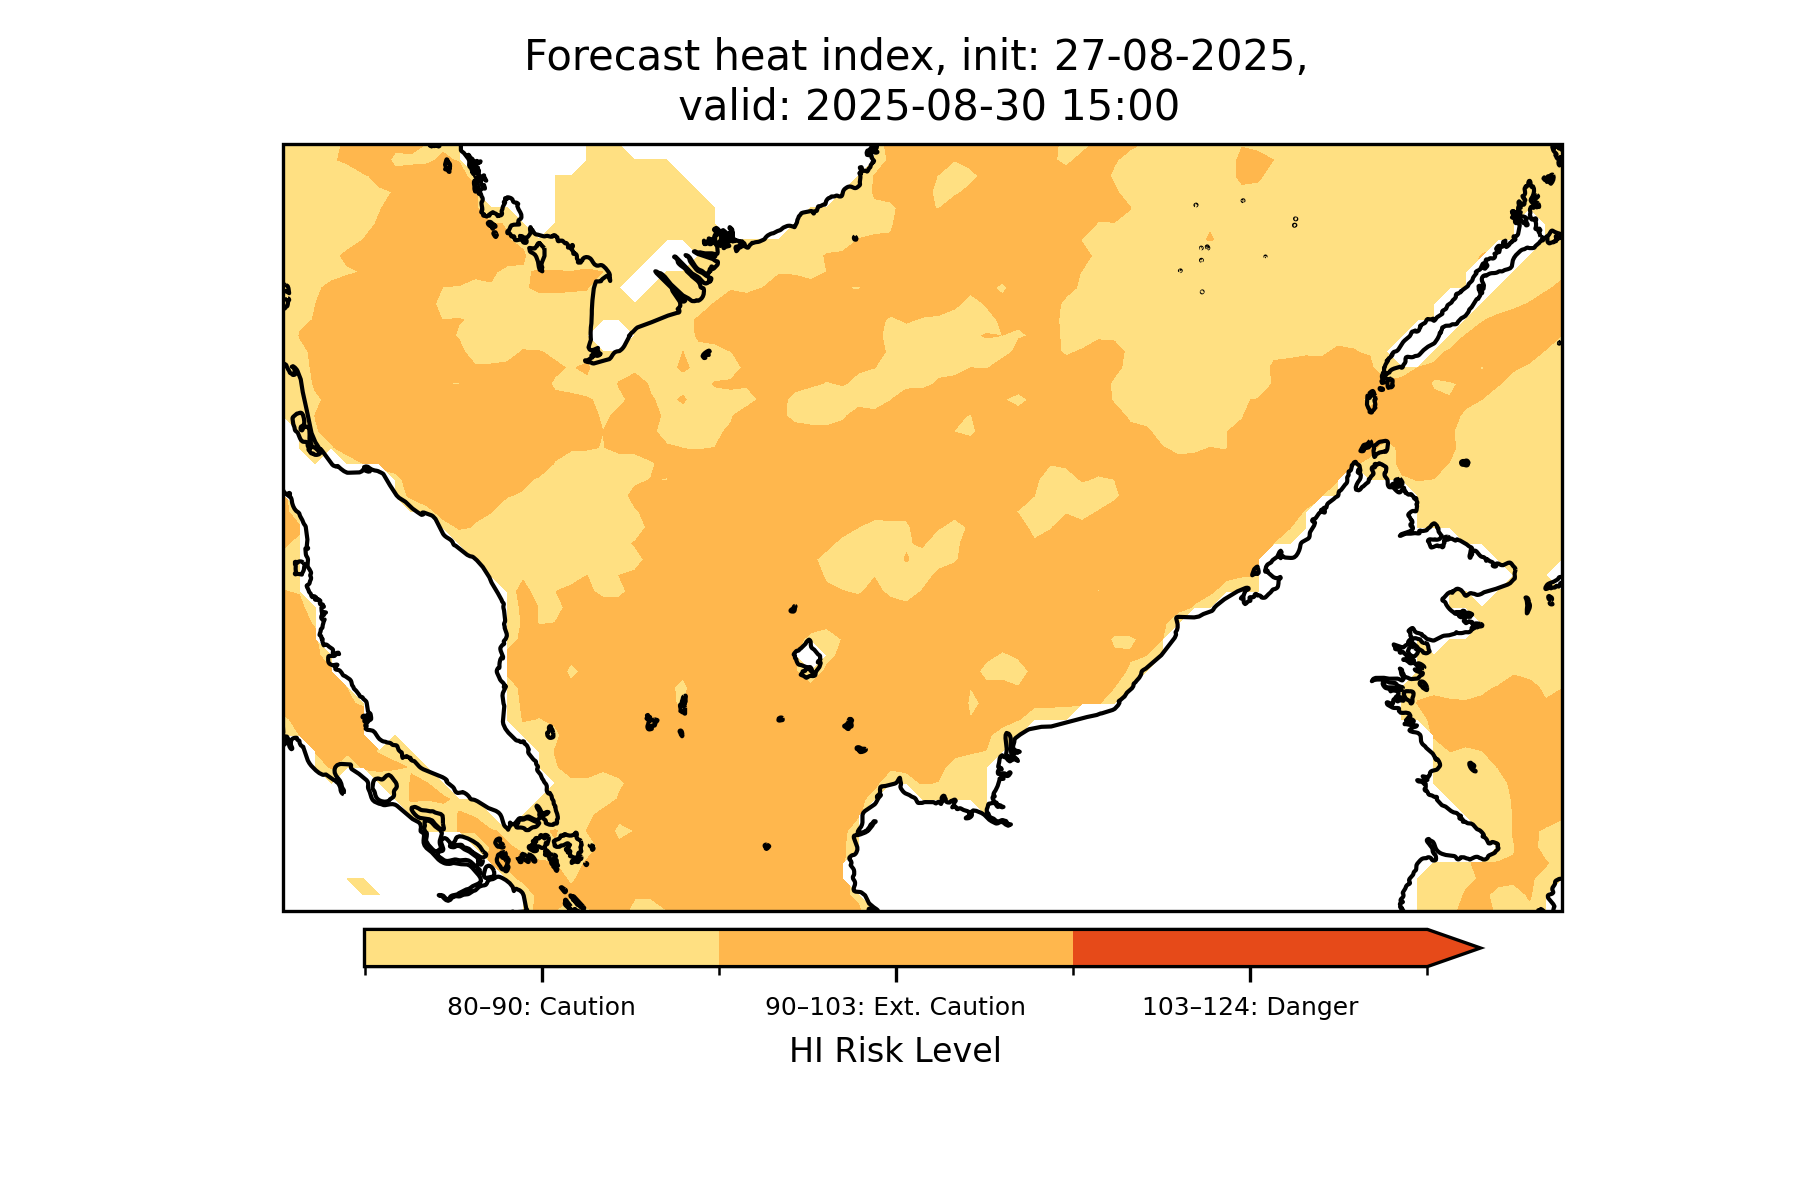 Forecast heat index, init: 27-08-2025,
valid: 2025-08-30 15:00
80–90: Caution
90–103: Ext. Caution
103–124: Danger
HI Risk Level